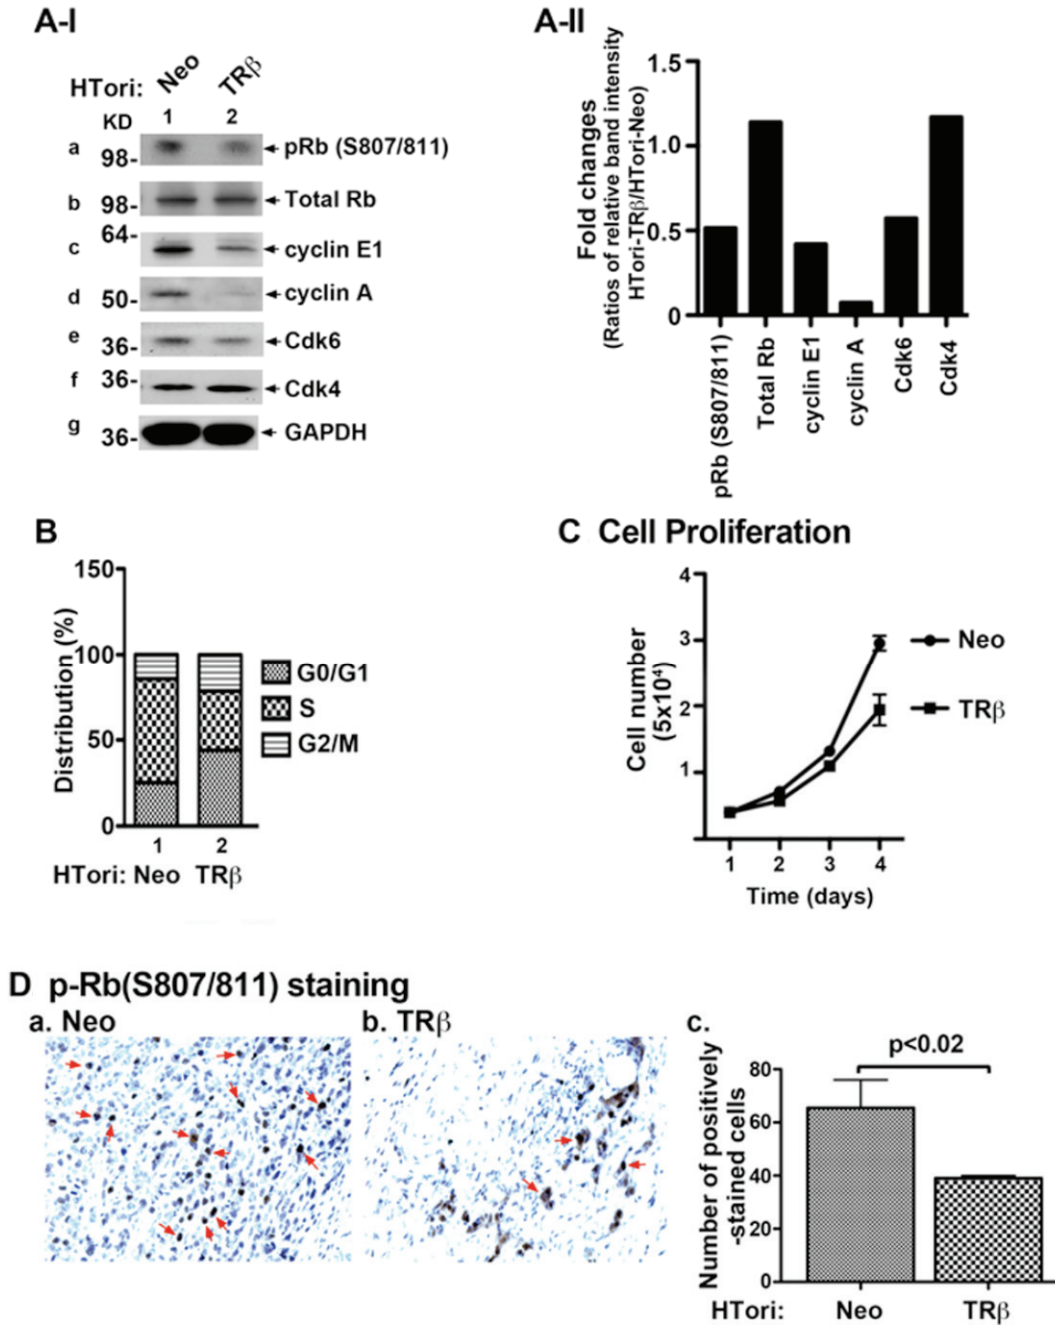 A-I
HTori: Neo TRβ
KD 1 2
a 98- pRb (S807/811)
b 98- Total Rb
64-
c cyclin E1
d 50- cyclin A
e 36- Cdk6
f 36- Cdk4
g 36- GAPDH
A-II
Fold changes
(Ratios of relative band intensity
HTori-TRβ/HTori-Neo)
1.5
1.0
0.5
0
pRb (S807/811)
Total Rb
cyclin E1
cyclin A
Cdk6
Cdk4
B
Distribution (%)
150
100
50
0
G0/G1
S
G2/M
1 2
HTori: Neo TRβ
C Cell Proliferation
Cell number
(5x10⁴)
4
3
2
1
Neo
TRβ
1 2 3 4
Time (days)
D p-Rb(S807/811) staining
a. Neo
b. TRβ
c.
p<0.02
Number of positively
-stained cells
80
60
40
20
0
HTori: Neo TRβ